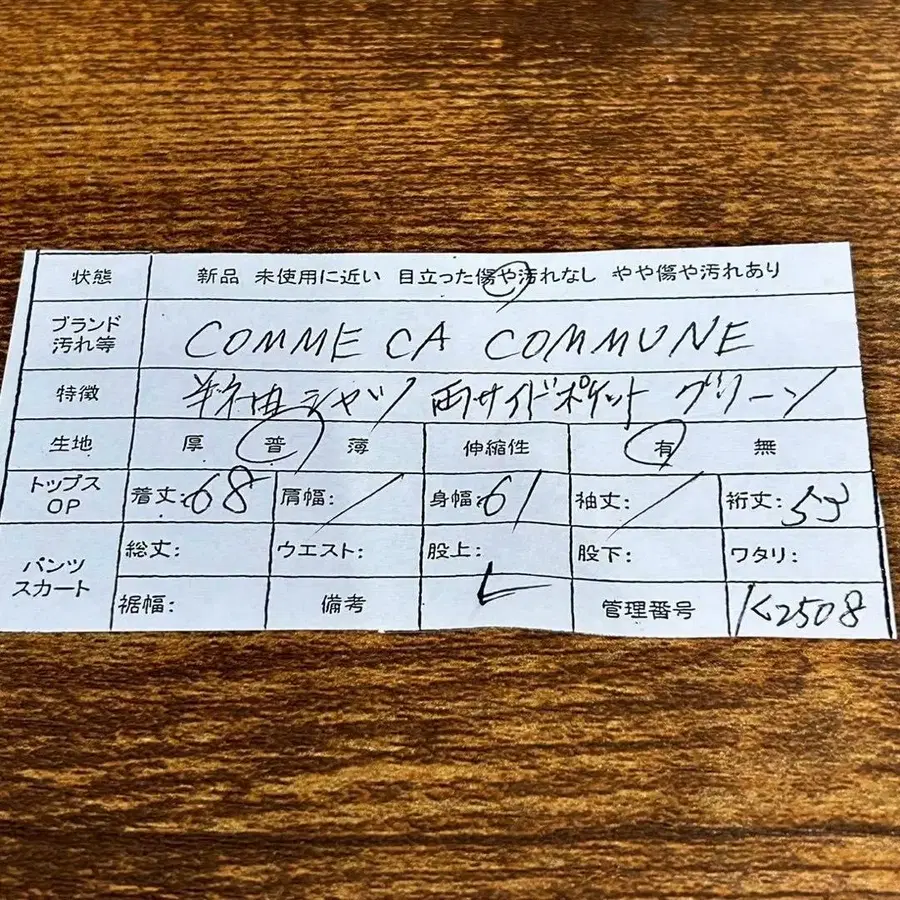 状態 新品 未使用に近い 目立った傷や汚れなし やや傷や汚れあり
ブランド 汚れ等 COMME CA COMMUNE
特徴 半袖シャツ 両サイドポケット グリーン
生地 厚 普 薄 伸縮性 有 無
トップス OP 着丈:68 肩幅:/ 身幅:61 袖丈:/ 裄丈:53
パンツ スカート 総丈: ウエスト: 股上: 股下: ワタリ:
裾幅: 備考 L 管理番号 K2508